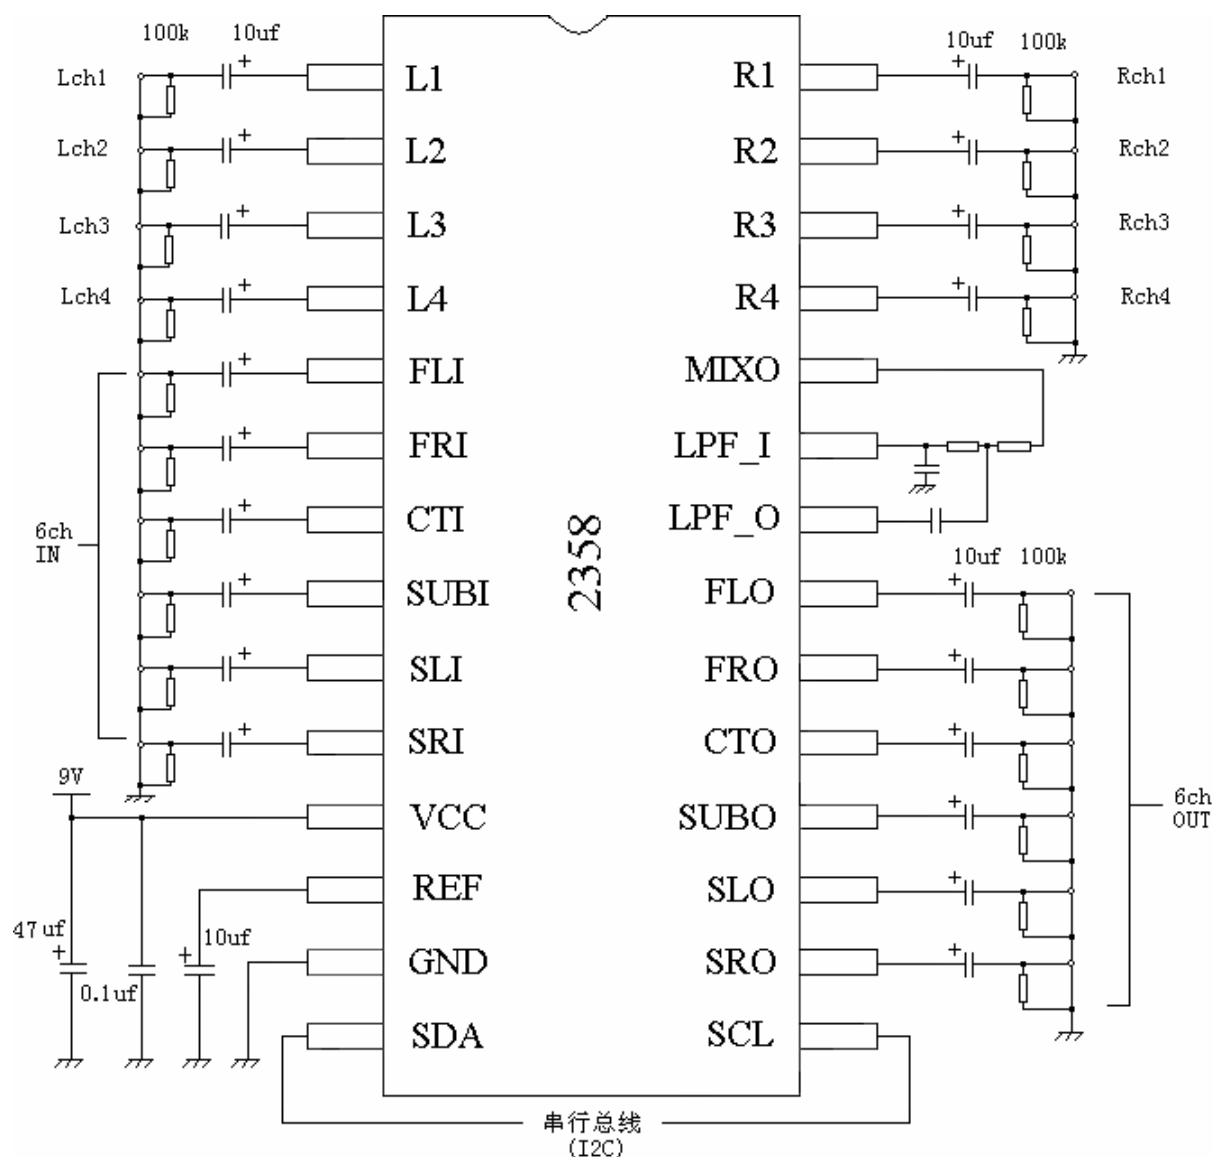 100k 10uf
10uf 100k
Lch1 + L1 R1 + Rch1
Lch2 + L2 R2 + Rch2
Lch3 + L3 R3 + Rch3
Lch4 + L4 R4 + Rch4
+ FLI MIXO
+ FRI LPF_I
6ch
IN
+ CTI LPF_O
2358
10uf 100k
+ SUBI FLO +
+ SLI FRO +
+ SRI CTO +
9V
VCC SUBO +
6ch
OUT
REF SLO +
47uf
+
0.1uf
+
10uf
GND SRO +
SDA SCL
串行总线
(I2C)